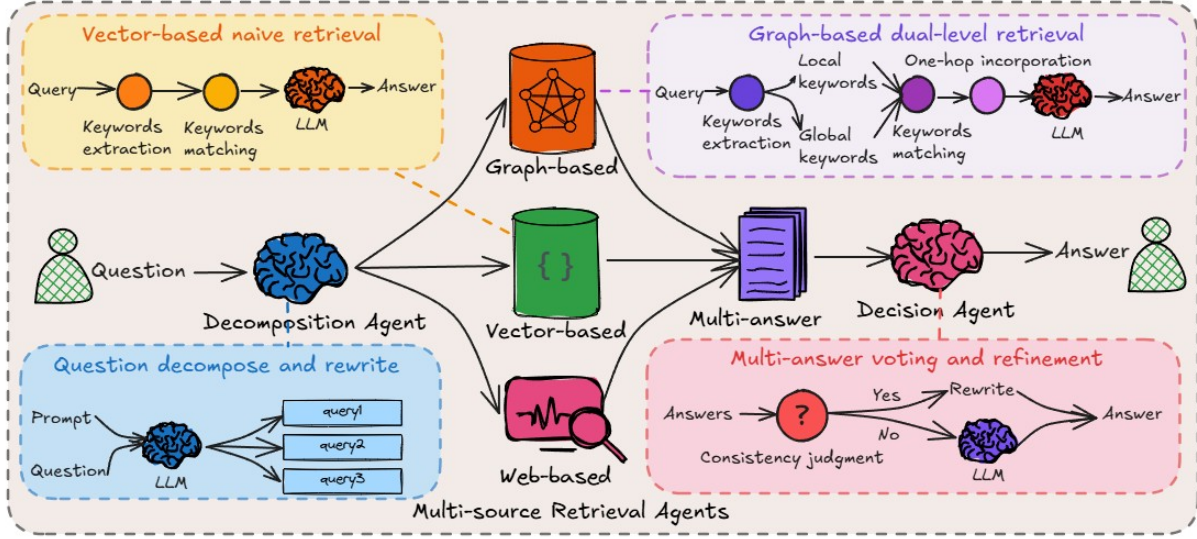 Vector-based naive retrieval
Query
Keywords
extraction
Keywords
matching
LLM
Answer
Graph-based
Graph-based dual-level retrieval
Query
Keywords
extraction
Local
keywords
Global
keywords
One-hop incorporation
Keywords
matching
LLM
Answer
Question
Decomposition Agent
{ }
Vector-based
Multi-answer
Decision Agent
Answer
Question decompose and rewrite
Prompt
Question
LLM
query1
query2
query3
Web-based
Multi-answer voting and refinement
Answers
?
Consistency judgment
Yes
No
Rewrite
LLM
Answer
Multi-source Retrieval Agents